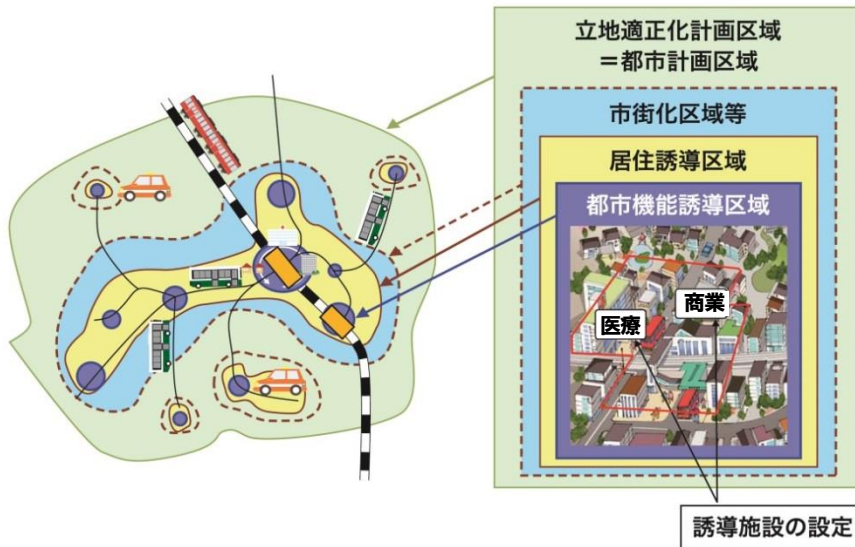 立地適正化計画区域
＝都市計画区域
市街化区域等
居住誘導区域
都市機能誘導区域
商業
医療
誘導施設の設定